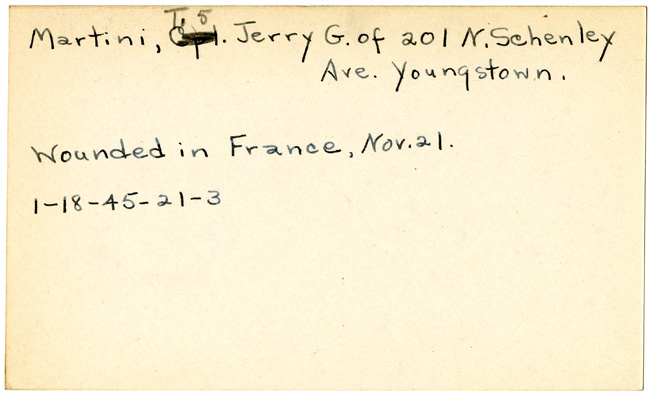 T. 5
Martini, Cpl. Jerry G. of 201 N. Schenley
Ave. Youngstown.
Wounded in France, Nov. 21.
1-18-45-21-3